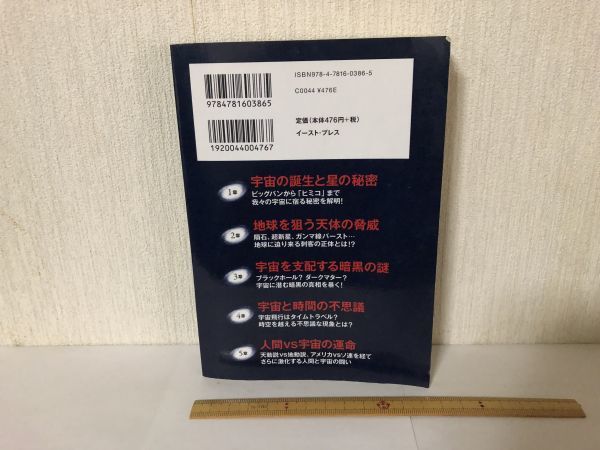 ISBN978-4-7816-0386-5
C0044 ¥476E
9784781603865
定価(本体476円+税)
イースト・プレス
1920044004767
1章
宇宙の誕生と星の秘密
ビッグバンから「ヒミコ」まで
我々の宇宙に宿る秘密を解明!
2章
地球を狙う天体の脅威
隕石、超新星、ガンマ線バースト…
地球に迫り来る刺客の正体とは!?
3章
宇宙を支配する暗黒の謎
ブラックホール? ダークマター?
宇宙に潜む暗黒の真相を暴く!
4章
宇宙と時間の不思議
宇宙飛行はタイムトラベル?
時空を越える不思議な現象とは?
5章
人間vs宇宙の運命
天動説vs地動説、アメリカvsソ連を経て
さらに激化する人間と宇宙の闘い